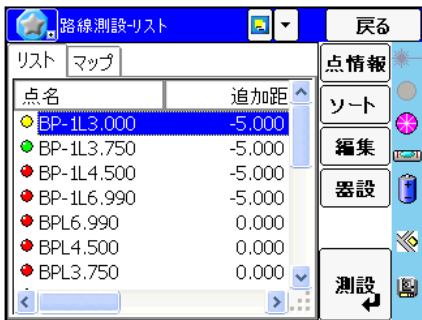 路線測設-リスト
戻る
リスト マップ
点情報
点名 追加距
ソート
BP-1L3.000 -5.000
BP-1L3.750 -5.000
編集
BP-1L4.500 -5.000
器設
BP-1L6.990 -5.000
BPL6.990 0.000
BPL4.500 0.000
BPL3.750 0.000
測設